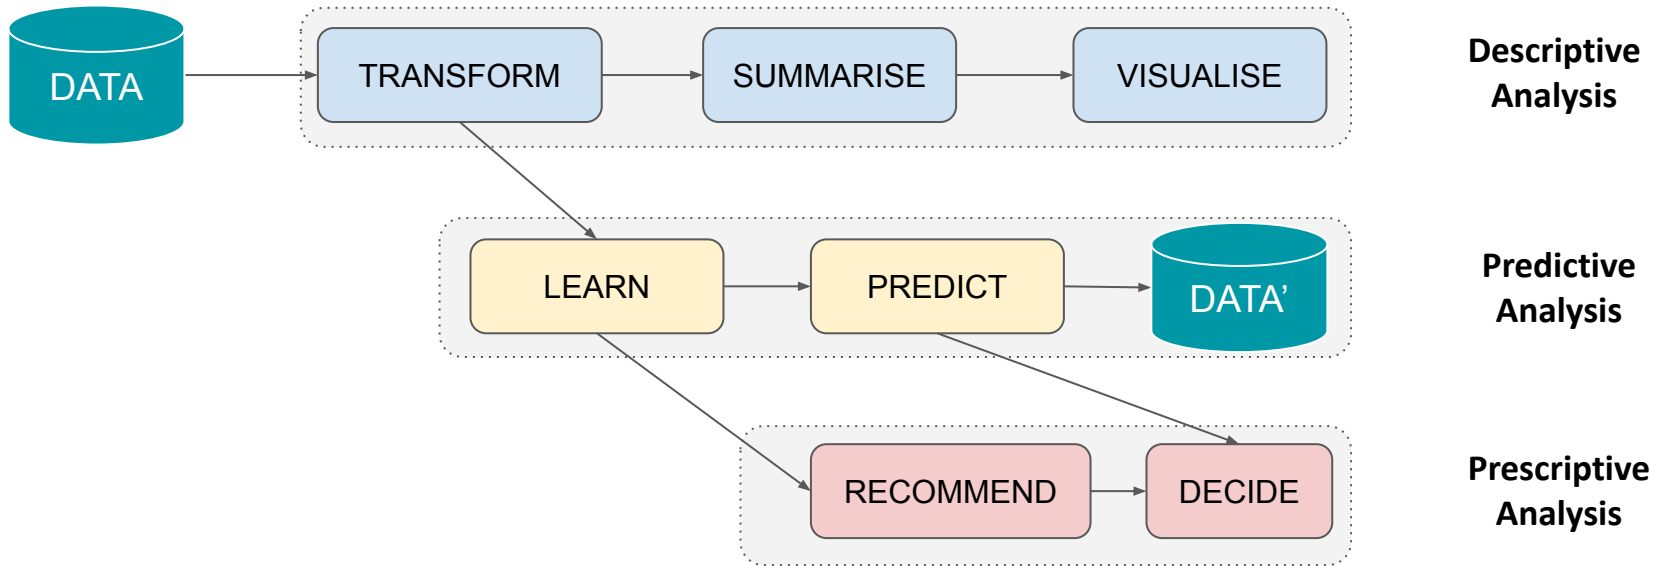 DATA
TRANSFORM
SUMMARISE
VISUALISE
Descriptive
Analysis
LEARN
PREDICT
DATA’
Predictive
Analysis
RECOMMEND
DECIDE
Prescriptive
Analysis